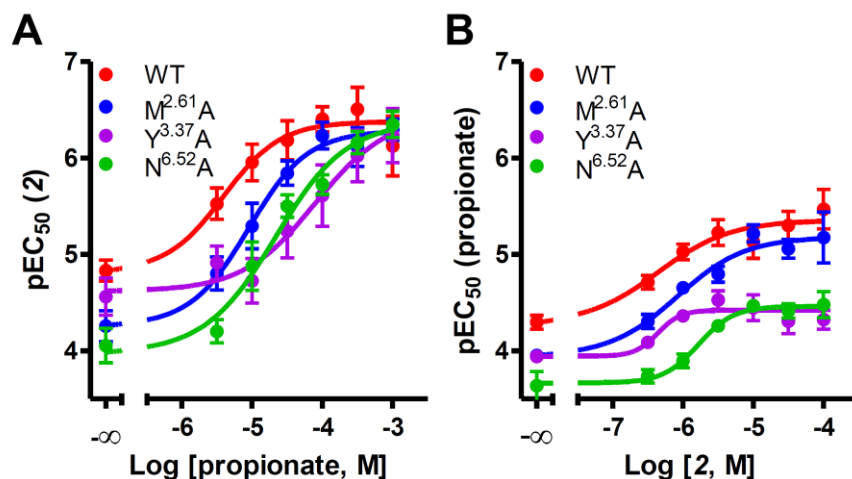 A
7
WT
M2.61A
Y3.37A
N6.52A
6
5
4
pEC50 (2)
-∞ -6 -5 -4 -3
Log [propionate, M]
B
7
WT
M2.61A
Y3.37A
N6.52A
6
5
4
pEC50 (propionate)
-∞ -7 -6 -5 -4
Log [2, M]